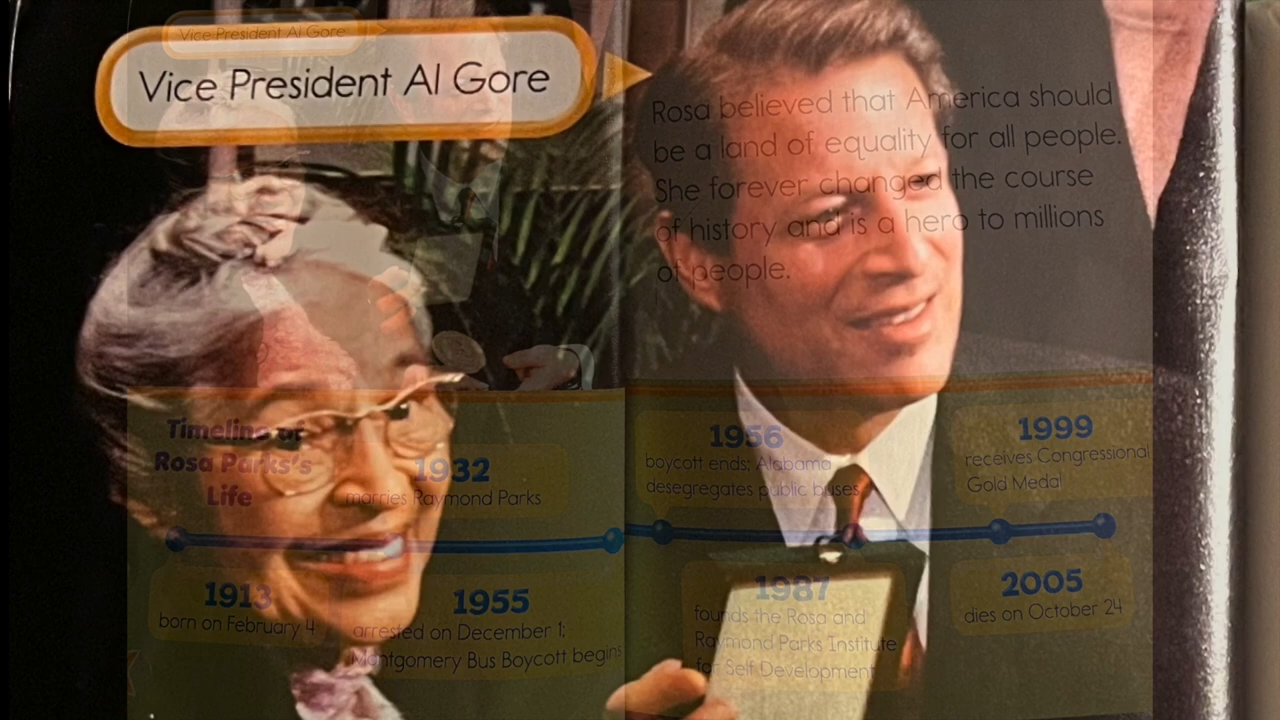 Vice President Al Gore
Vice President Al Gore
Rosa believed that America should
be a land of equality for all people.
She forever changed the course
of history and is a hero to millions
of people.
Timeline of
Rosa Parks's
Life
1932
marries Raymond Parks
1956
boycott ends; Alabama
desegregates public buses
1999
receives Congressional
Gold Medal
1913
born on February 4
1955
arrested on December 1;
Montgomery Bus Boycott begins
1987
founds the Rosa and
Raymond Parks Institute
for Self Development
2005
dies on October 24